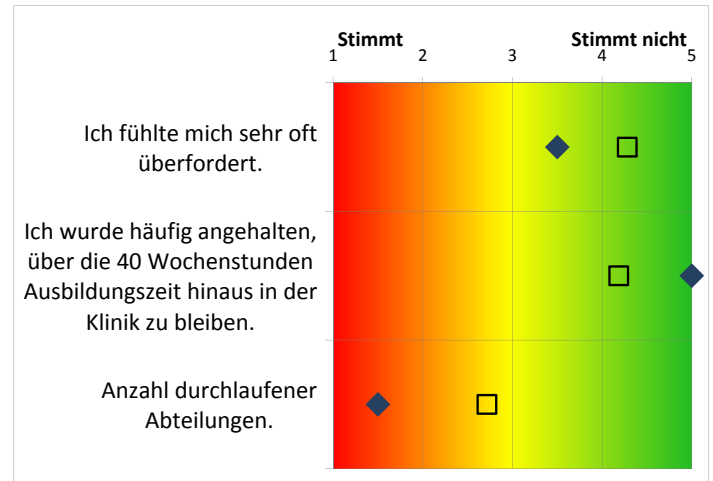 Stimmt Stimmt nicht
1 2 3 4 5
Ich fühlte mich sehr oft
überfordert.
Ich wurde häufig angehalten,
über die 40 Wochenstunden
Ausbildungszeit hinaus in der
Klinik zu bleiben.
Anzahl durchlaufener
Abteilungen.